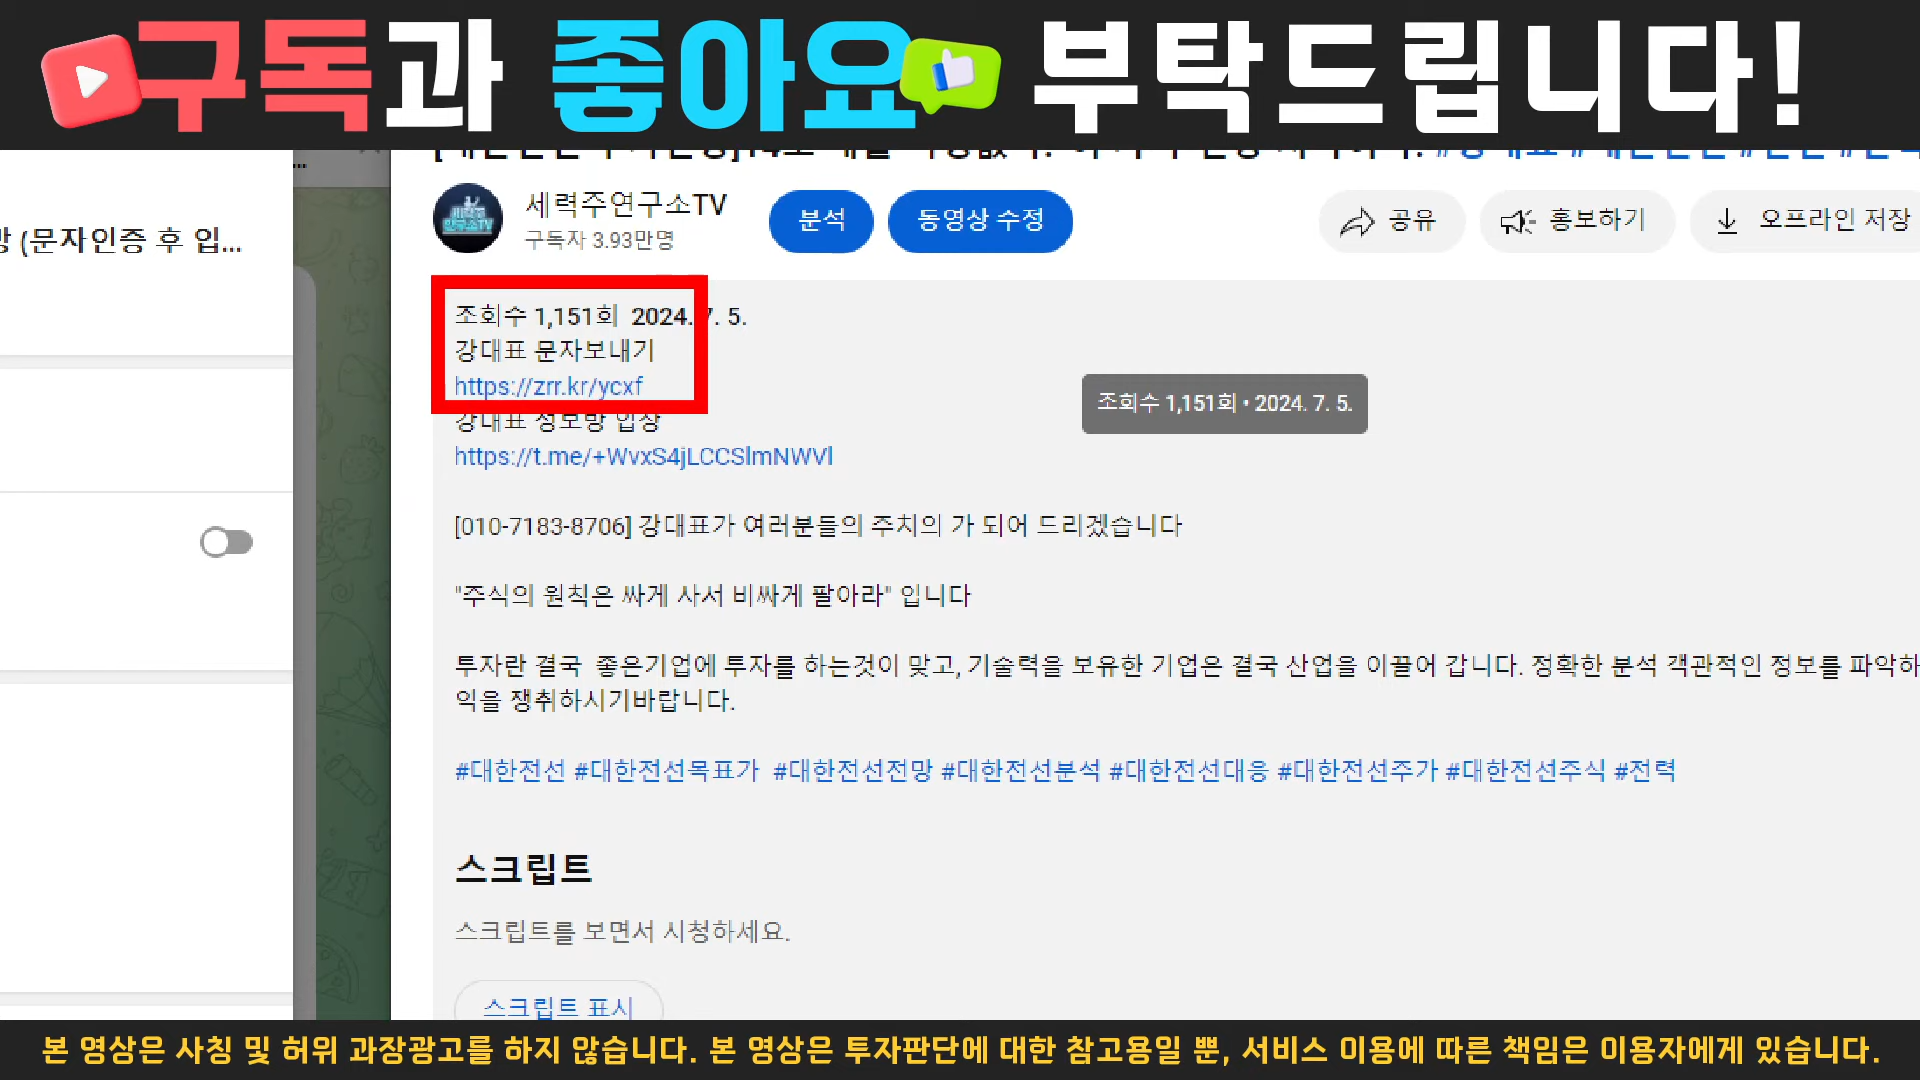 구독과 좋아요 부탁드립니다!
(문자인증 후 입...
세력주연구소TV
구독자 3.93만명
분석
동영상 수정
공유
홍보하기
오프라인 저장
조회수 1,151회 2024. 7. 5.
강대표 문자보내기
https://zrr.kr/ycxf
강대표 정보망 입장
https://t.me/+WvxS4jLCCSlmNWVl
조회수 1,151회 • 2024. 7. 5.
[010-7183-8706] 강대표가 여러분들의 주치의 가 되어 드리겠습니다
"주식의 원칙은 싸게 사서 비싸게 팔아라" 입니다
투자란 결국 좋은기업에 투자를 하는것이 맞고, 기술력을 보유한 기업은 결국 산업을 이끌어 갑니다. 정확한 분석 객관적인 정보를 파악하
익을 쟁취하시기바랍니다.
#대한전선 #대한전선목표가 #대한전선전망 #대한전선분석 #대한전선대응 #대한전선주가 #대한전선주식 #전력
스크립트
스크립트를 보면서 시청하세요.
스크립트 표시
본 영상은 사칭 및 허위 과장광고를 하지 않습니다. 본 영상은 투자판단에 대한 참고용일 뿐, 서비스 이용에 따른 책임은 이용자에게 있습니다.